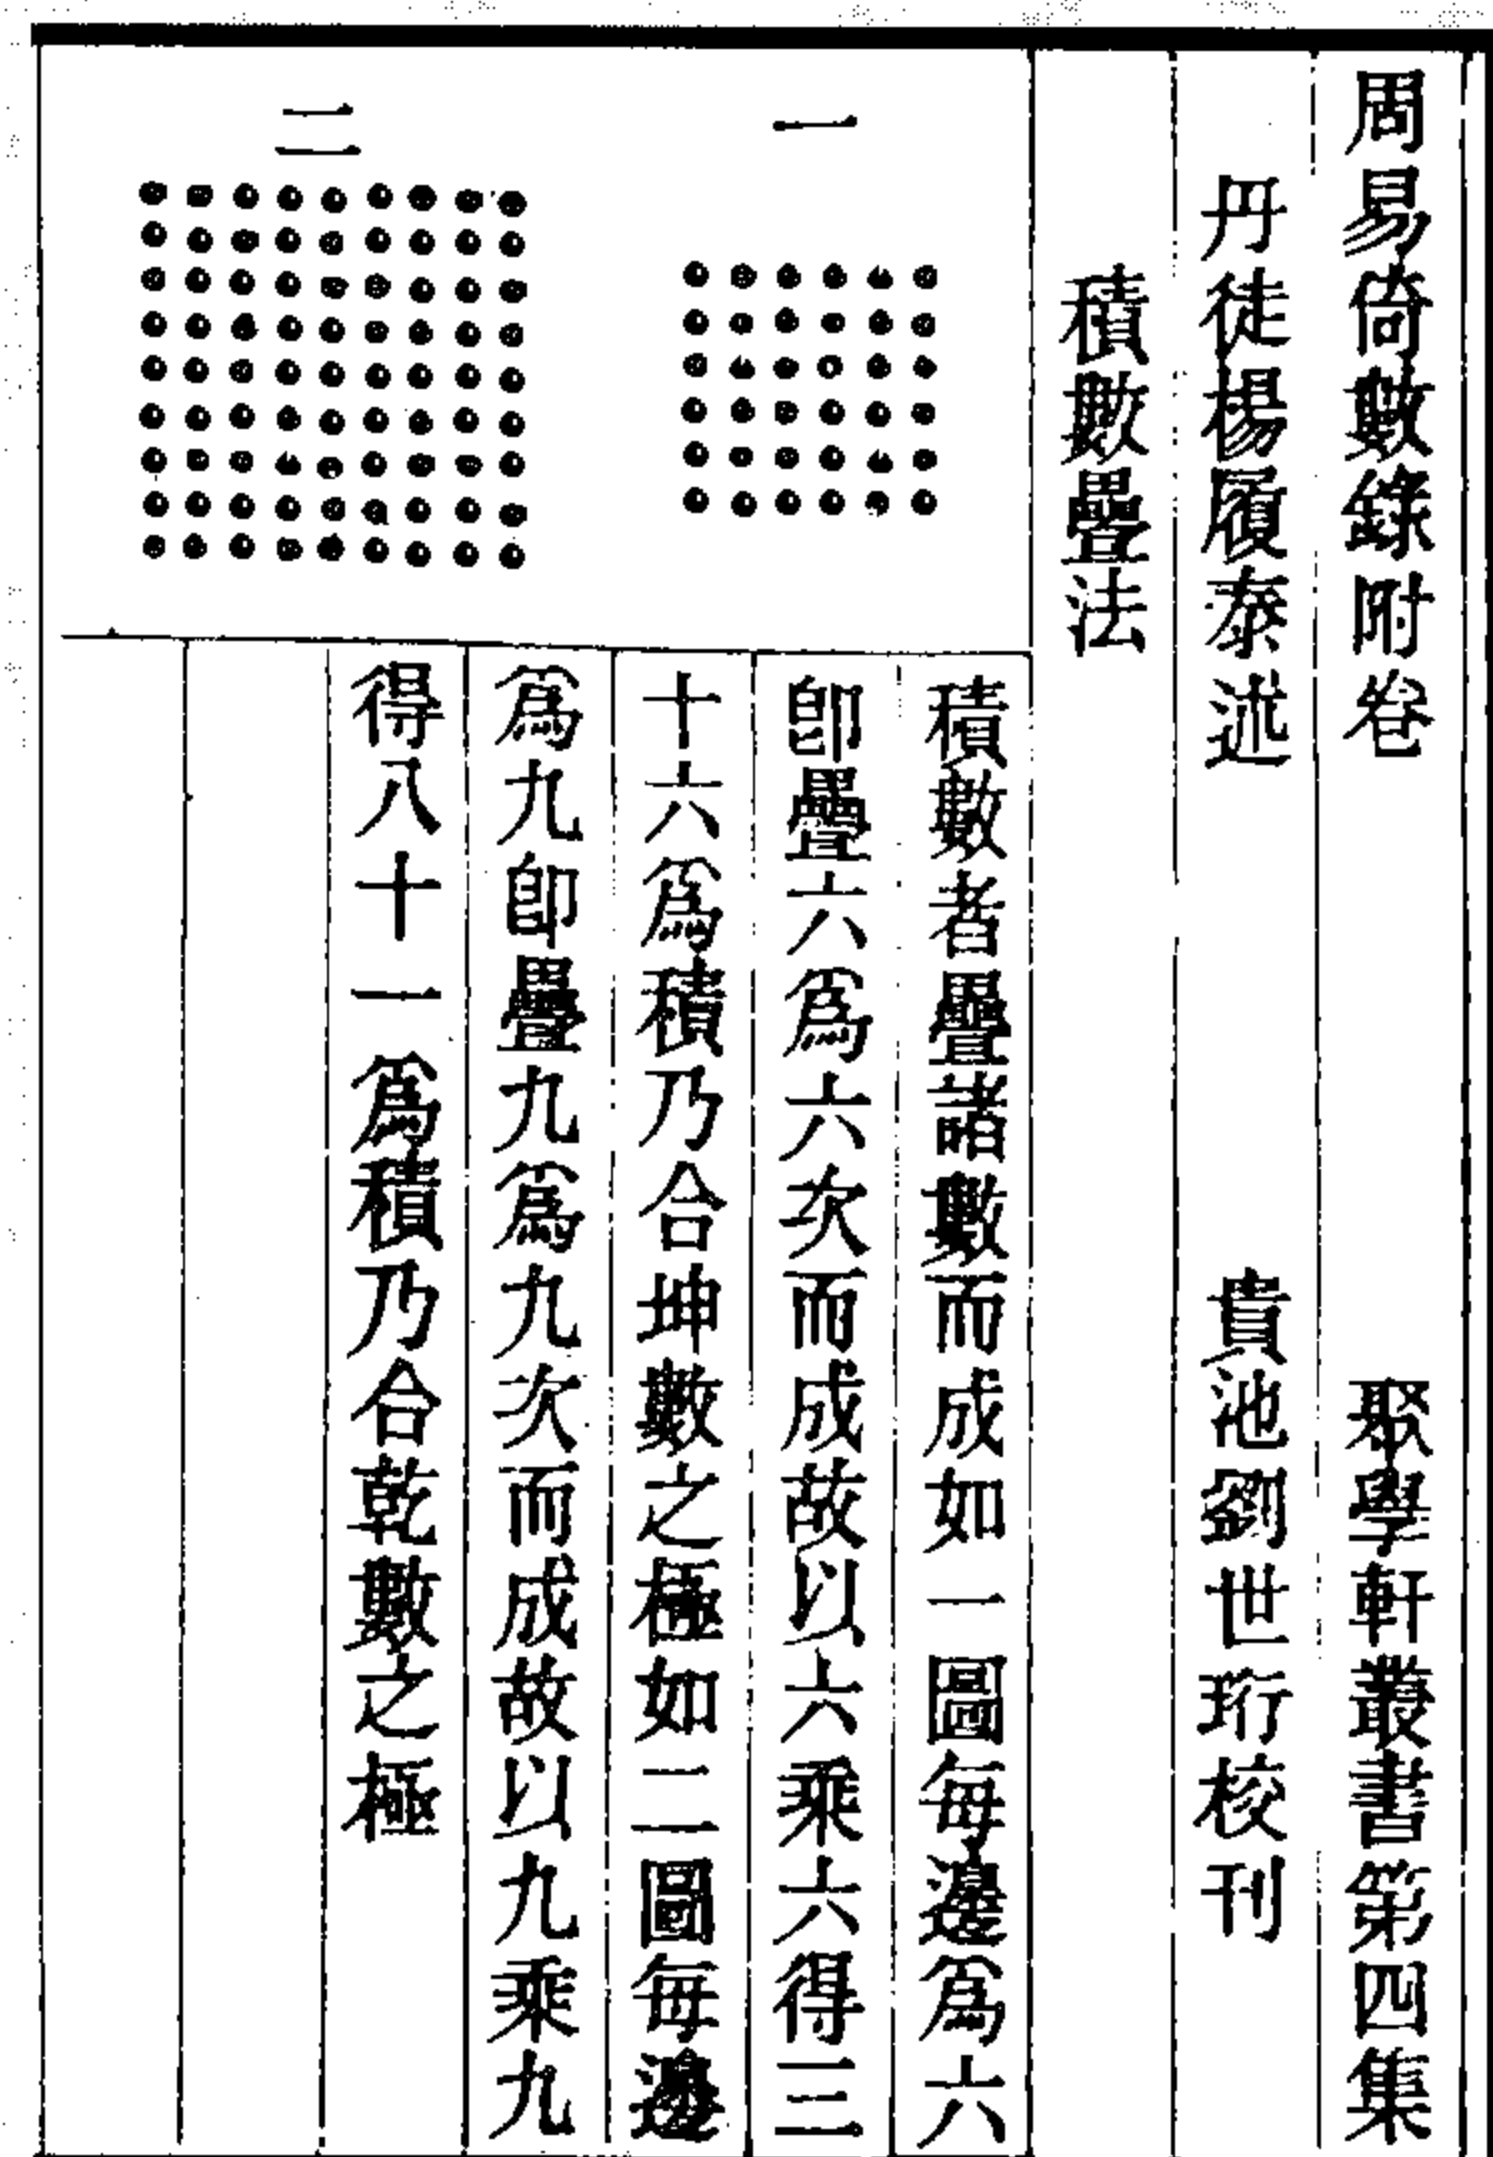 周易倚數錄附卷　聚學軒叢書第四集
丹徒楊履泰述　貴池劉世珩校刊
積數疊法
一
二
積數者疊諸數而成如一圖每邊爲六
卽疊六爲六次而成故以六乘六得三
十六爲積乃合坤數之極如二圖每邊
爲九卽疊九爲九次而成故以九乘九
得八十一爲積乃合乾數之極